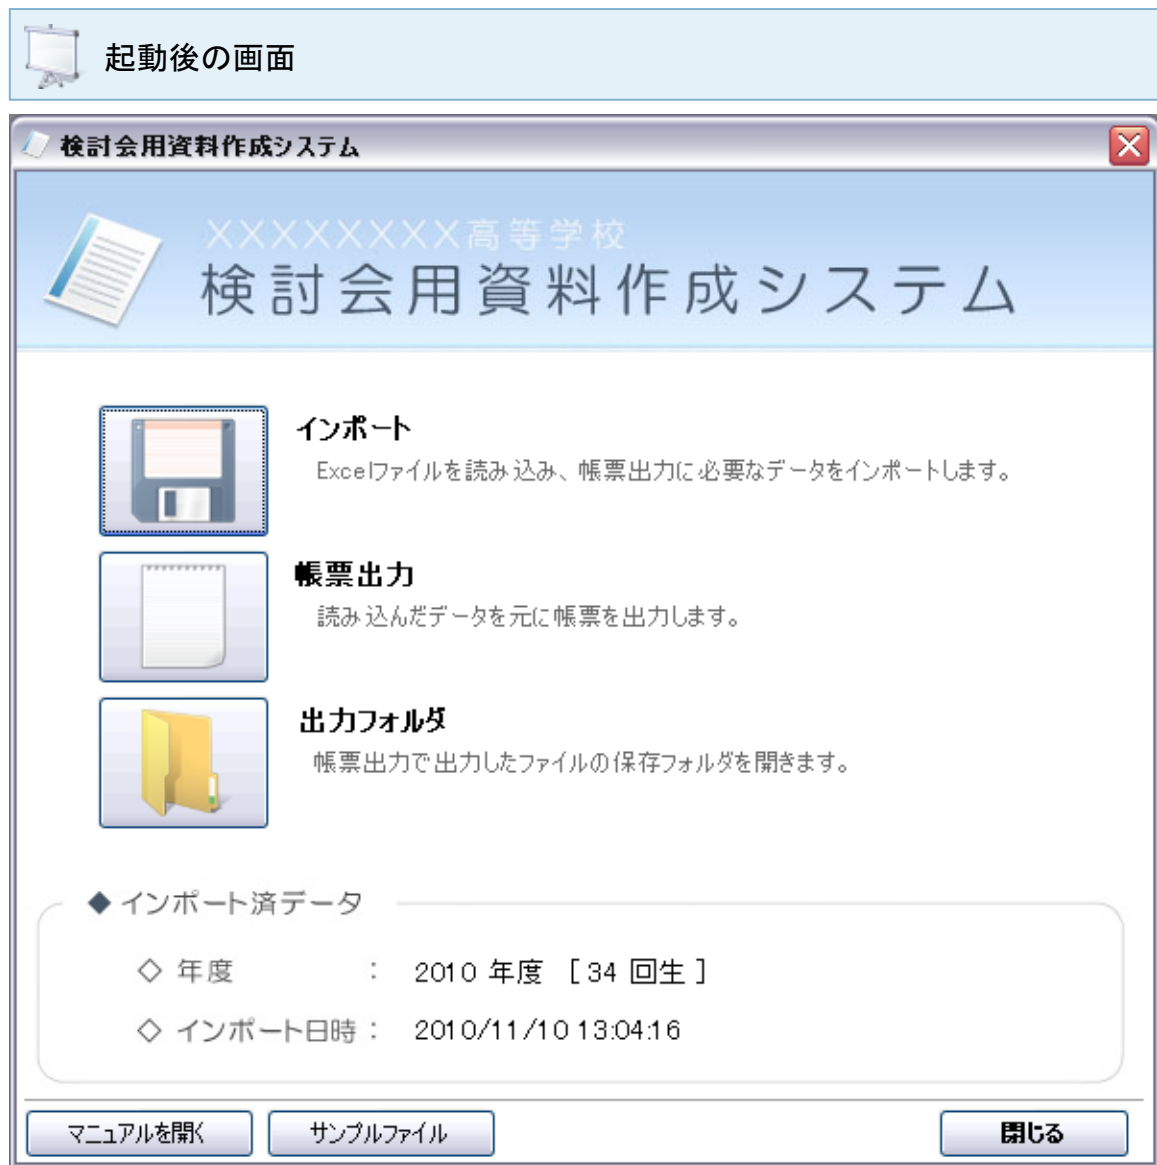 起動後の画面
検討会用資料作成システム
XXXXXXXX高等学校
検討会用資料作成システム
インポート
Excelファイルを読み込み、帳票出力に必要なデータをインポートします。
帳票出力
読み込んだデータを元に帳票を出力します。
出力フォルダ
帳票出力で出力したファイルの保存フォルダを開きます。
◆ インポート済データ
◇ 年度 : 2010 年度 [ 34 回生 ]
◇ インポート日時 : 2010/11/10 13:04:16
マニュアルを開く サンプルファイル 閉じる